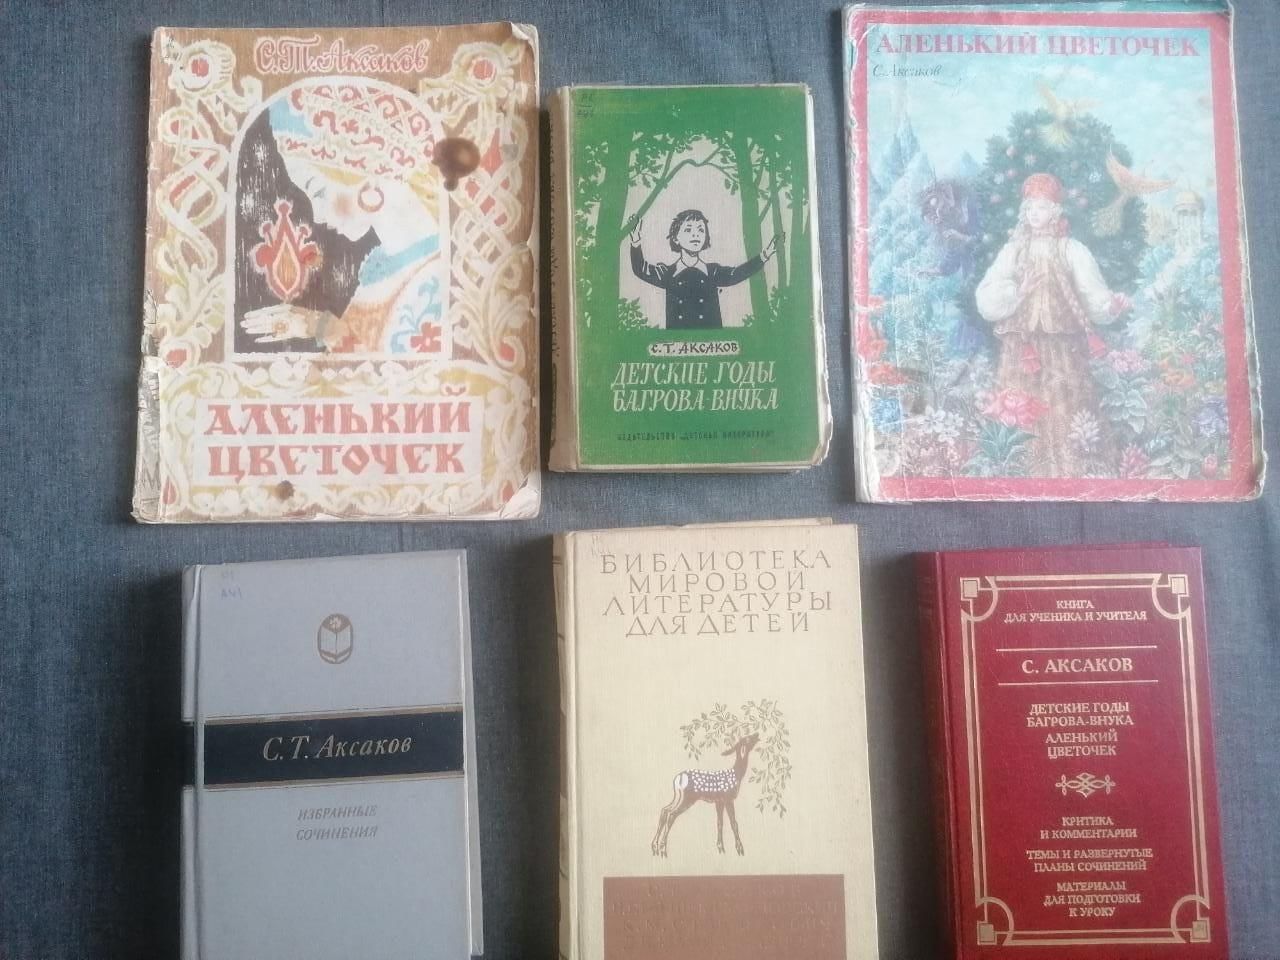 С.Т. Аксаков
АЛЕНЬКИЙ
ЦВЕТОЧЕК
С. Т. АКСАКОВ
ДЕТСКИЕ ГОДЫ
БАГРОВА-ВНУКА
ИЗДАТЕЛЬСТВО „ДЕТСКАЯ ЛИТЕРАТУРА"
АЛЕНЬКИЙ ЦВЕТОЧЕК
С. Аксаков
С. Т. Аксаков
ИЗБРАННЫЕ
СОЧИНЕНИЯ
БИБЛИОТЕКА
МИРОВОЙ
ЛИТЕРАТУРЫ
ДЛЯ ДЕТЕЙ
КНИГА
ДЛЯ УЧЕНИКА И УЧИТЕЛЯ
С. АКСАКОВ
ДЕТСКИЕ ГОДЫ
БАГРОВА-ВНУКА
АЛЕНЬКИЙ
ЦВЕТОЧЕК
КРИТИКА
И КОММЕНТАРИИ
ТЕМЫ И РАЗВЕРНУТЫЕ
ПЛАНЫ СОЧИНЕНИЙ
МАТЕРИАЛЫ
ДЛЯ ПОДГОТОВКИ
К УРОКУ